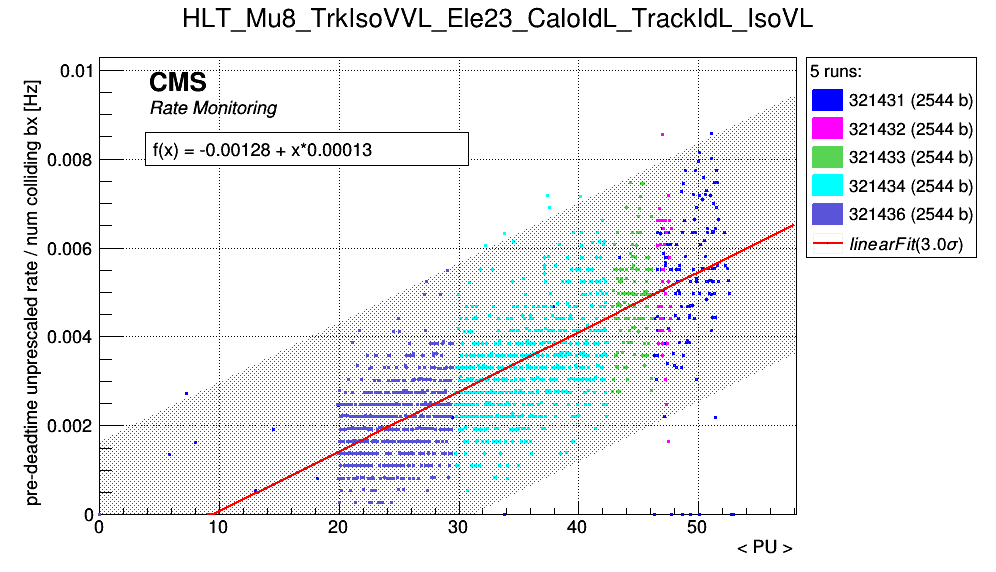 HLT_Mu8_TrkIsoVVL_Ele23_CaloIdL_TrackIdL_IsoVL
pre-deadtime unprescaled rate / num colliding bx [Hz]
0.01
0.008
0.006
0.004
0.002
0
CMS
Rate Monitoring
f(x) = -0.00128 + x*0.00013
0
10
20
30
40
50
< PU >
5 runs:
321431 (2544 b)
321432 (2544 b)
321433 (2544 b)
321434 (2544 b)
321436 (2544 b)
linearFit(3.0σ)